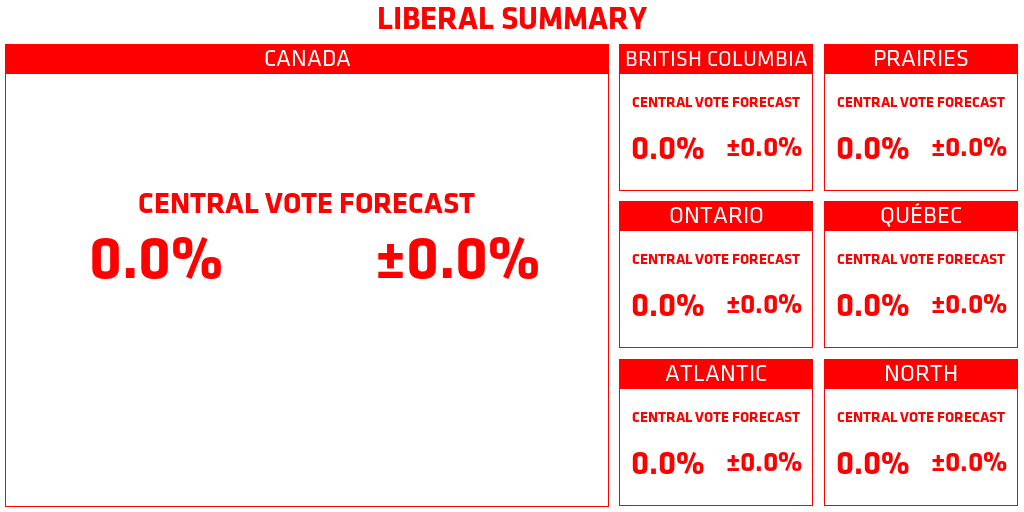 LIBERAL SUMMARY
CANADA
CENTRAL VOTE FORECAST
0.0% ±0.0%
BRITISH COLUMBIA
CENTRAL VOTE FORECAST
0.0% ±0.0%
PRAIRIES
CENTRAL VOTE FORECAST
0.0% ±0.0%
ONTARIO
CENTRAL VOTE FORECAST
0.0% ±0.0%
QUÉBEC
CENTRAL VOTE FORECAST
0.0% ±0.0%
ATLANTIC
CENTRAL VOTE FORECAST
0.0% ±0.0%
NORTH
CENTRAL VOTE FORECAST
0.0% ±0.0%